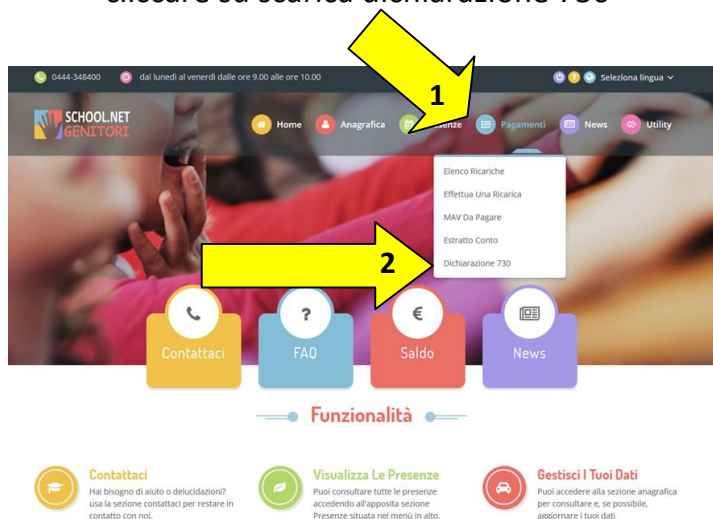 cliccare su scarica dichiarazione 730
1
0444-348400 dal lunedì al venerdì dalle ore 9.00 alle ore 10.00 Seleziona lingua
SCHOOL.NET
GENITORI
Home Anagrafica Pagamenti News Utility
Elenco Ricariche
Effettua Una Ricarica
MAV Da Pagare
Estratto Conto
Dichiarazione 730
2
? €
Contattaci FAQ Saldo News
Funzionalità
Contattaci
Hai bisogno di aiuto o delucidazioni?
usa la sezione contattaci per restare in
contatto con noi.
Visualizza Le Presenze
Puoi consultare tutte le presenze
accedendo all'apposita sezione
Presenze situata nel menù in alto.
Gestisci I Tuoi Dati
Puoi accedere alla sezione anagrafica
per consultare e, se possibile,
aggiornare i tuoi dati